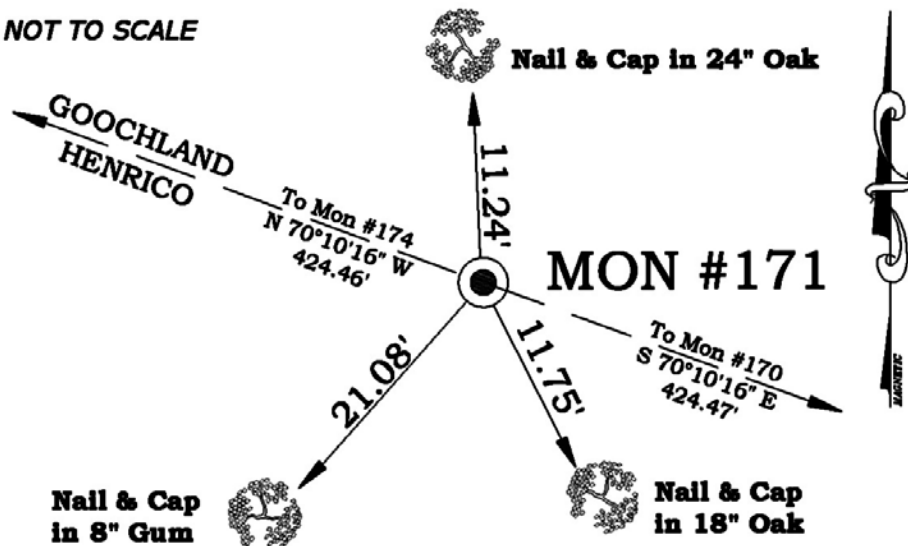 NOT TO SCALE
Nail & Cap in 24" Oak
GOOCHLAND
HENRICO
To Mon #174
N 70°10'16" W
424.46'
11.24'
MON #171
To Mon #170
S 70°10'16" E
424.47'
21.08'
11.75'
MAGNETIC
Nail & Cap
in 8" Gum
Nail & Cap
in 18" Oak